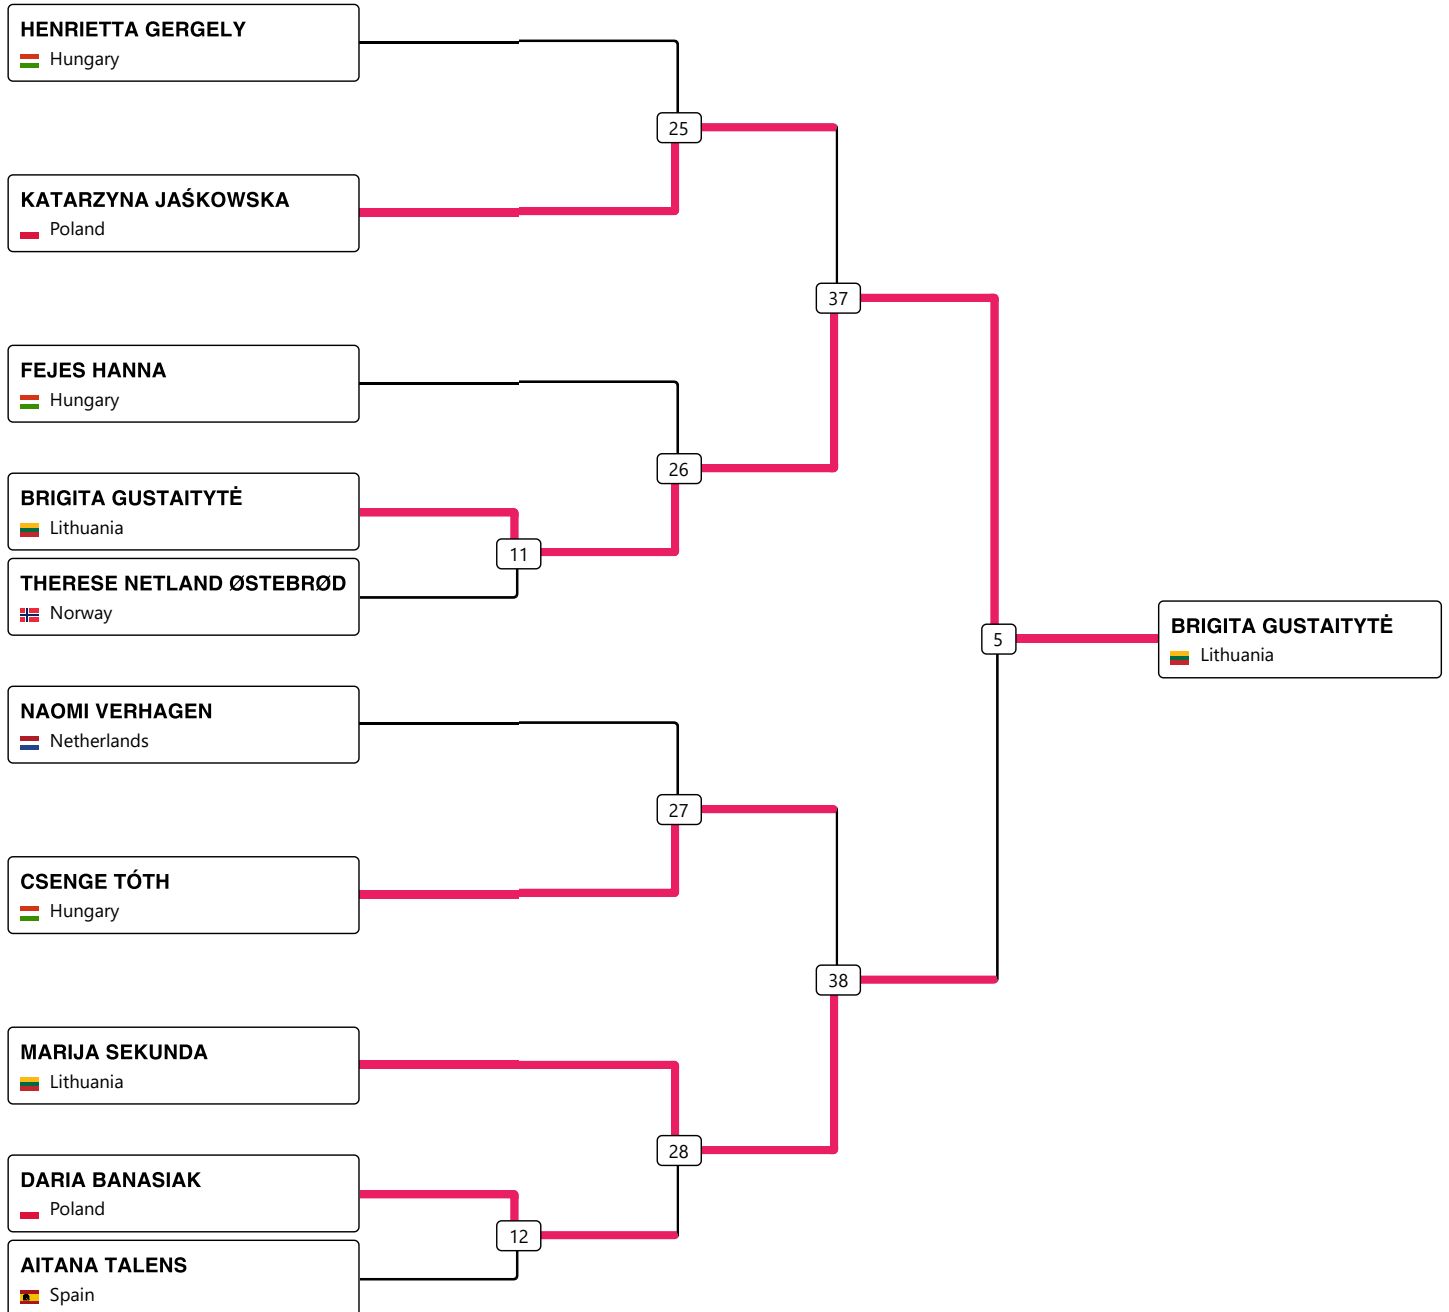 HENRIETTA GERGELY
Hungary
25
KATARZYNA JAŚKOWSKA
Poland
37
FEJES HANNA
Hungary
26
BRIGITA GUSTAITYTĖ
Lithuania
11
THERESE NETLAND ØSTEBRØD
Norway
5
BRIGITA GUSTAITYTĖ
Lithuania
NAOMI VERHAGEN
Netherlands
27
CSENGE TÓTH
Hungary
38
MARIJA SEKUNDA
Lithuania
28
DARIA BANASIAK
Poland
12
AITANA TALENS
Spain